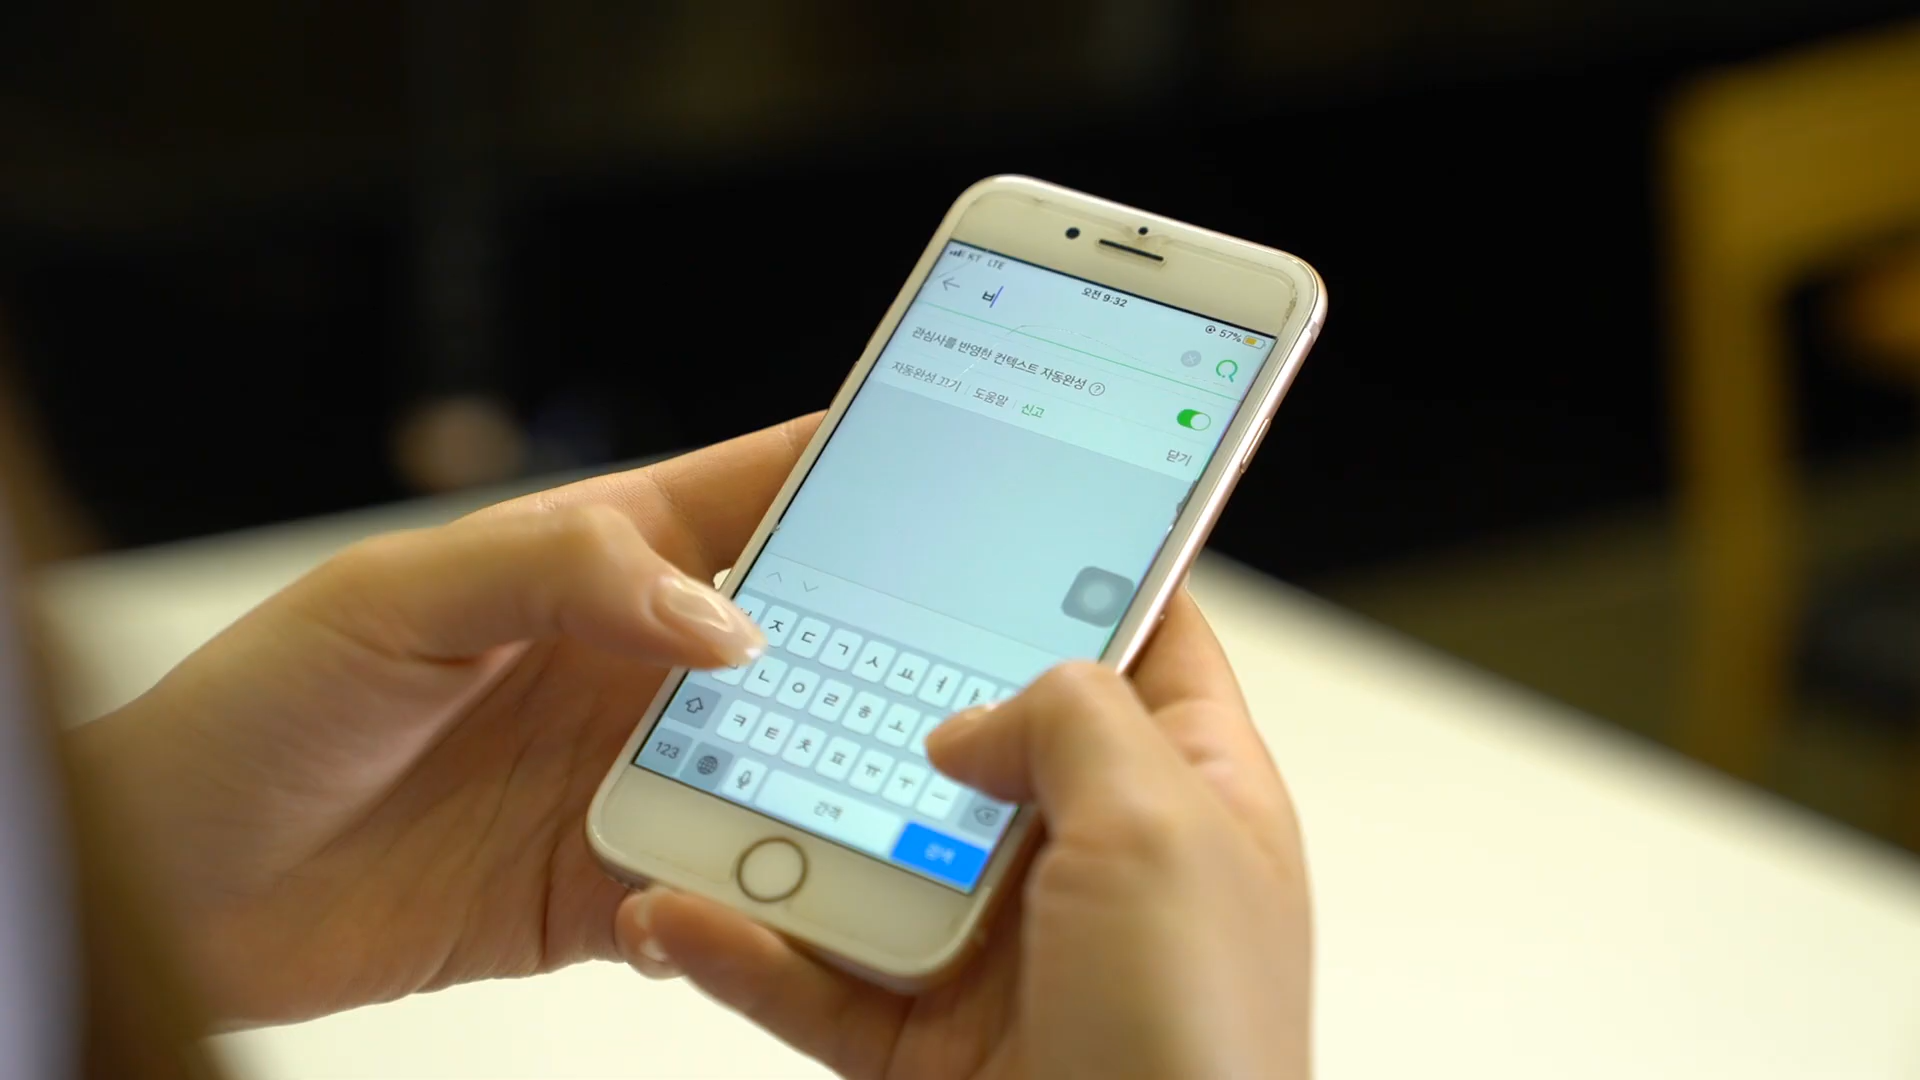 KT LTE
오전 9:32
57%
ㅂ
관심사를 반영한 컨텍스트 자동완성 ?
자동완성 끄기 도움말 신고
닫기
ㅈ ㄷ ㄱ ㅅ ㅛ ㅕ ㅑ
ㄴ ㅇ ㄹ ㅎ ㅗ
ㅋ ㅌ ㅊ ㅍ ㅠ ㅜ ㅡ
123 간격 검색